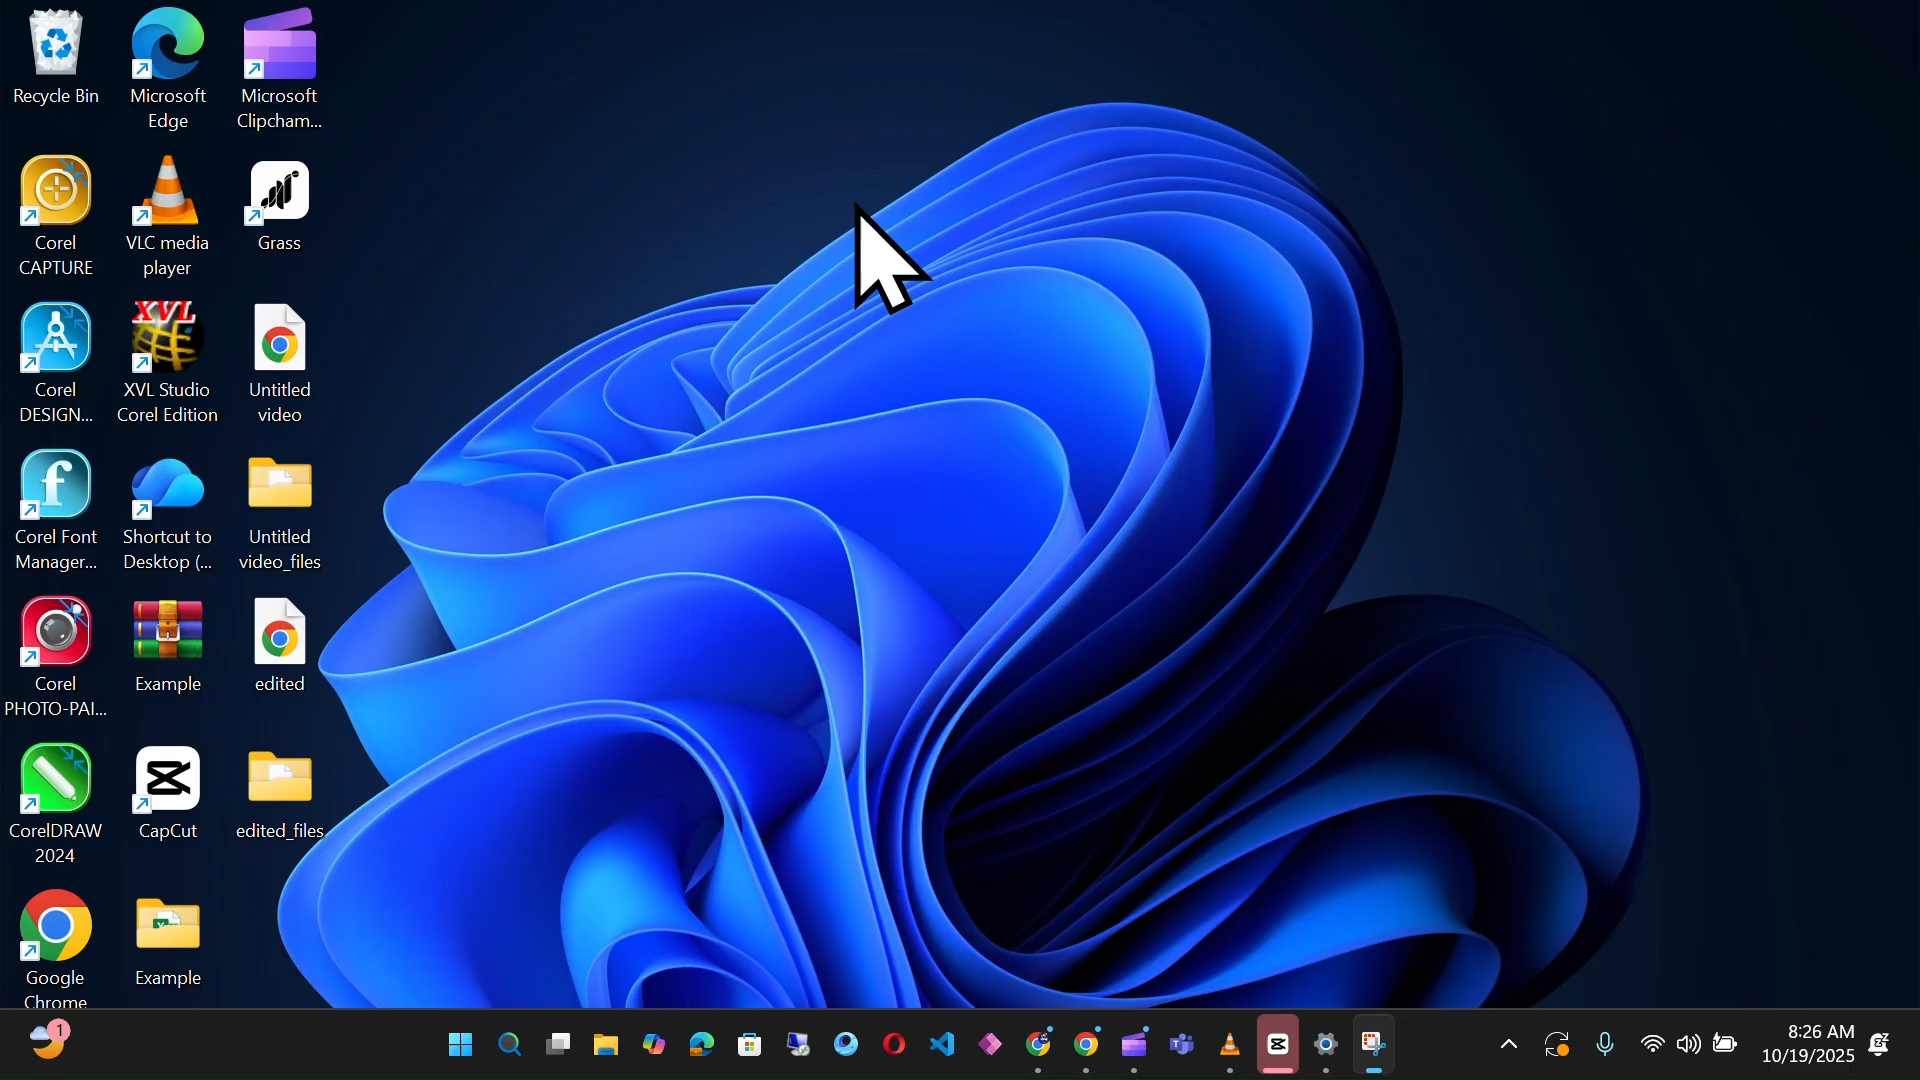 Recycle Bin
Microsoft
Edge
Microsoft
Clipcham...
Corel
CAPTURE
VLC media
player
Grass
Corel
DESIGN...
XVL
XVL Studio
Corel Edition
Untitled
video
f
Corel Font
Manager...
Shortcut to
Desktop (...
Untitled
video_files
Corel
PHOTO-PAI...
Example
edited
CorelDRAW
2024
CapCut
edited_files
Google
Chrome
Example
1
8:26 AM
10/19/2025